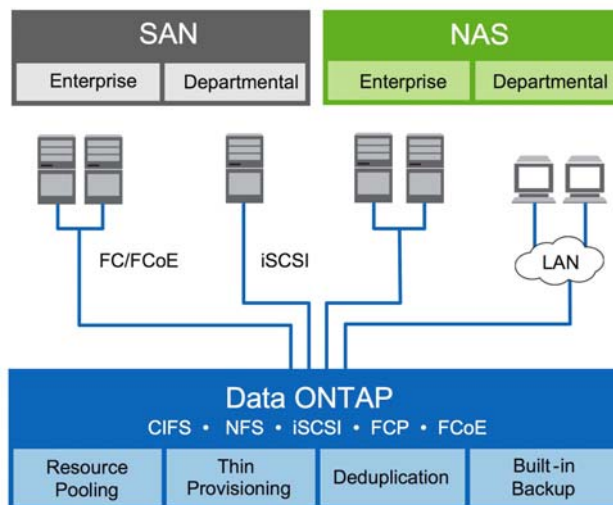 SAN
NAS
Enterprise
Departmental
Enterprise
Departmental
FC/FCoE
iSCSI
LAN
Data ONTAP
CIFS • NFS • iSCSI • FCP • FCoE
Resource
Pooling
Thin
Provisioning
Deduplication
Built-in
Backup